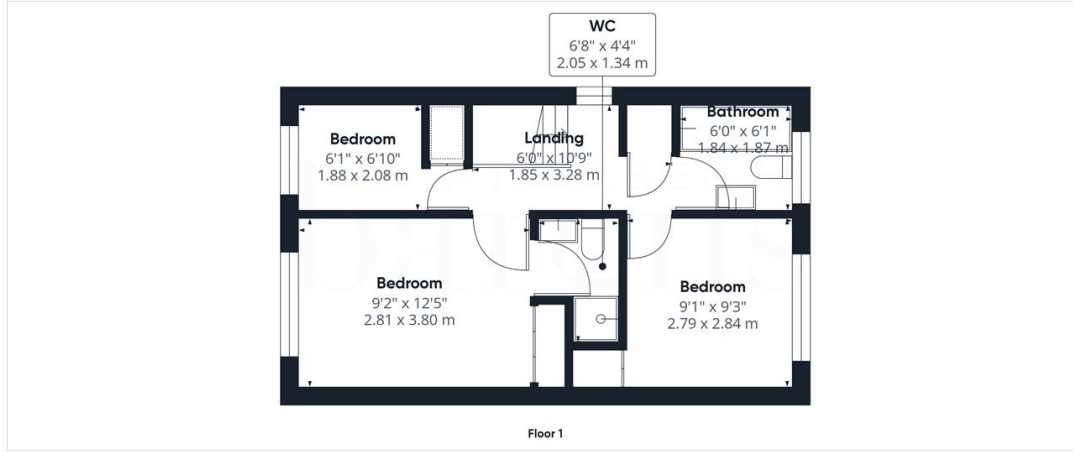 WC
6'8" x 4'4"
2.05 x 1.34 m
Bedroom
6'1" x 6'10"
1.88 x 2.08 m
Landing
6'0" x 10'9"
1.85 x 3.28 m
Bathroom
6'0" x 6'1"
1.84 x 1.87 m
Bedroom
9'2" x 12'5"
2.81 x 3.80 m
Bedroom
9'1" x 9'3"
2.79 x 2.84 m
Floor 1